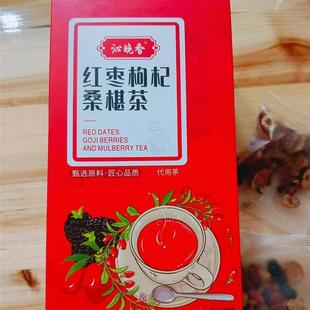 沁晚香
红枣枸杞
桑椹茶
RED DATES
GOJI BERRIES
AND MULBERRY TEA
甄选原料·匠心品质 代用茶